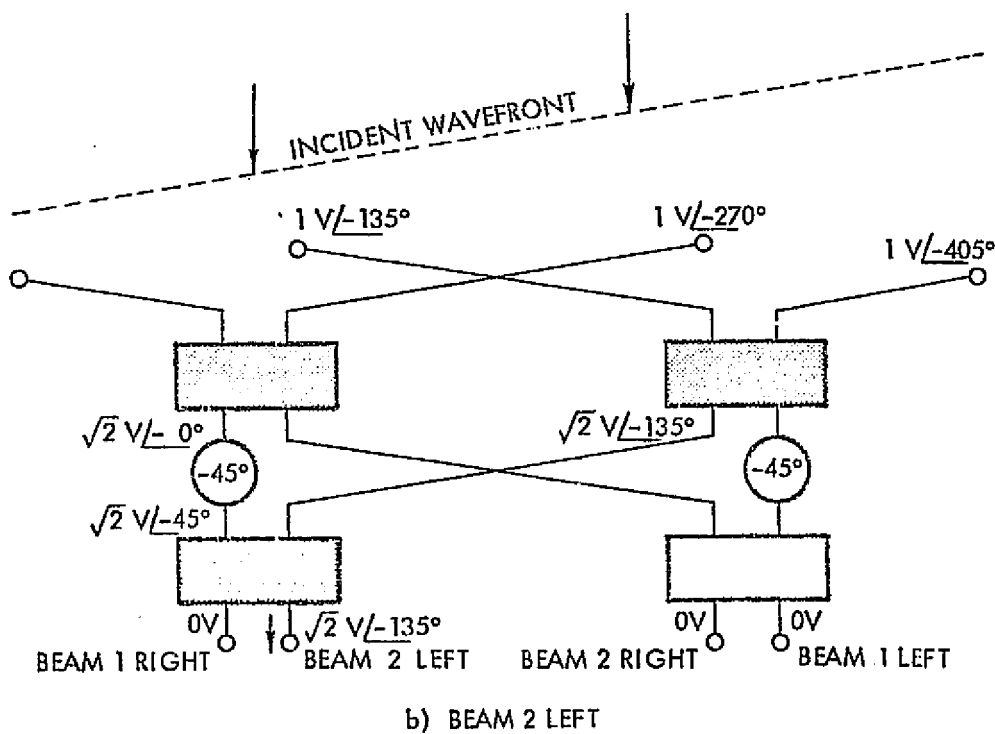 INCIDENT WAVEFRONT
1 V/-135°
1 V/-270°
1 V/-405°
√2 V/- 0°
√2 V/-135°
-45°
-45°
√2 V/-45°
0V
√2 V/-135°
0V
0V
BEAM 1 RIGHT
BEAM 2 LEFT
BEAM 2 RIGHT
BEAM 1 LEFT
b) BEAM 2 LEFT